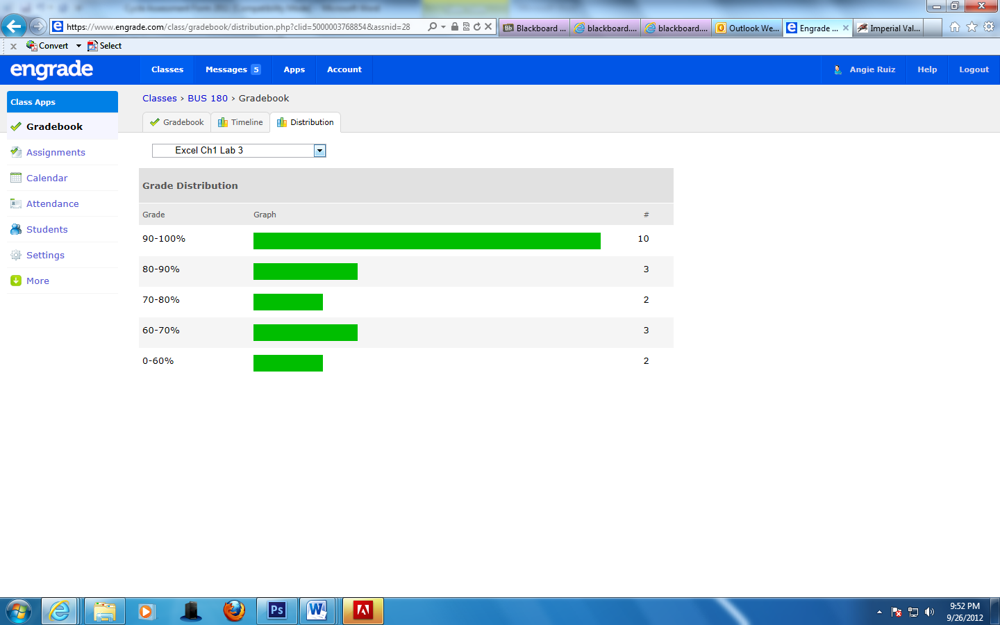 https://www.engrade.com/class/gradebook/distribution.php?clid=5000003768854&assnid=28
Blackboard ...
blackboard....
blackboard....
Outlook We...
Engrade ...
Imperial Val...
Convert
Select
engrade
Classes
Messages 5
Apps
Account
Angie Ruiz
Help
Logout
Class Apps
Gradebook
Assignments
Calendar
Attendance
Students
Settings
More
Classes › BUS 180 › Gradebook
Gradebook
Timeline
Distribution
Excel Ch1 Lab 3
Grade Distribution
Grade Graph #
90-100% 10
80-90% 3
70-80% 2
60-70% 3
0-60% 2
9:52 PM
9/26/2012